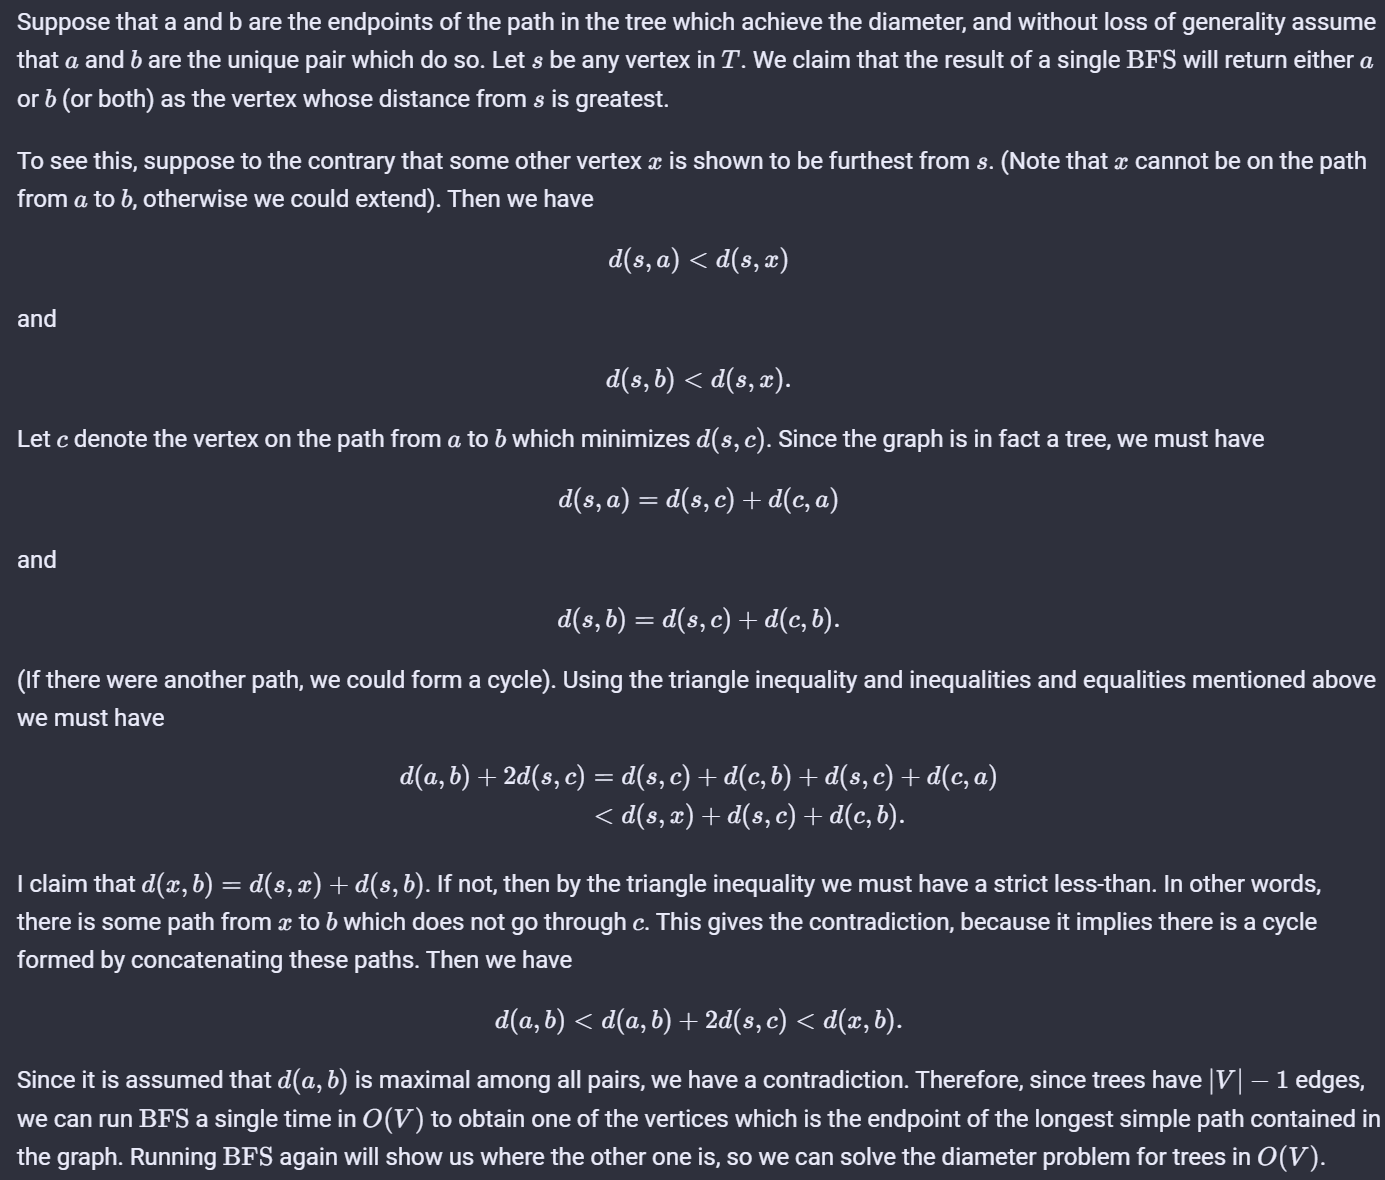 Suppose that a and b are the endpoints of the path in the tree which achieve the diameter, and without loss of generality assume
that a and b are the unique pair which do so. Let s be any vertex in T. We claim that the result of a single BFS will return either a
or b (or both) as the vertex whose distance from s is greatest.
To see this, suppose to the contrary that some other vertex x is shown to be furthest from s. (Note that x cannot be on the path
from a to b, otherwise we could extend). Then we have
d(s, a) < d(s, x)
and
d(s, b) < d(s, x).
Let c denote the vertex on the path from a to b which minimizes d(s, c). Since the graph is in fact a tree, we must have
d(s, a) = d(s, c) + d(c, a)
and
d(s, b) = d(s, c) + d(c, b).
(If there were another path, we could form a cycle). Using the triangle inequality and inequalities and equalities mentioned above
we must have
d(a, b) + 2d(s, c) = d(s, c) + d(c, b) + d(s, c) + d(c, a)
< d(s, x) + d(s, c) + d(c, b).
I claim that d(x, b) = d(s, x) + d(s, b). If not, then by the triangle inequality we must have a strict less-than. In other words,
there is some path from x to b which does not go through c. This gives the contradiction, because it implies there is a cycle
formed by concatenating these paths. Then we have
d(a, b) < d(a, b) + 2d(s, c) < d(x, b).
Since it is assumed that d(a, b) is maximal among all pairs, we have a contradiction. Therefore, since trees have |V| − 1 edges,
we can run BFS a single time in O(V) to obtain one of the vertices which is the endpoint of the longest simple path contained in
the graph. Running BFS again will show us where the other one is, so we can solve the diameter problem for trees in O(V).